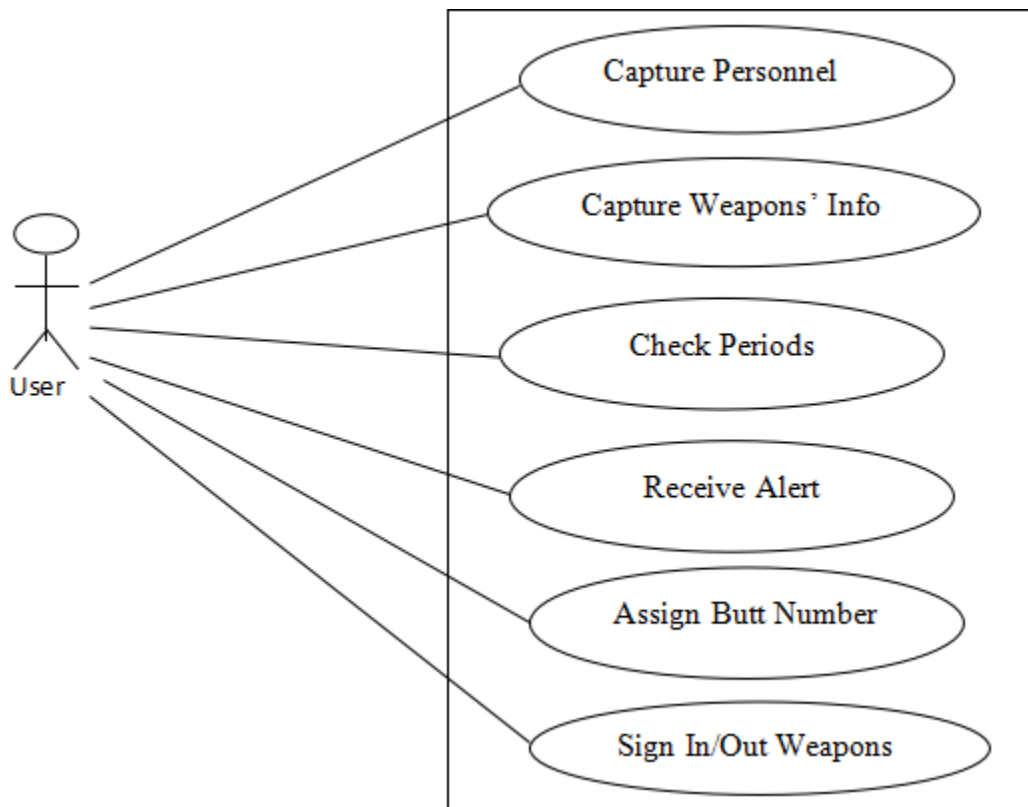 Capture Personnel
Capture Weapons’ Info
Check Periods
User
Receive Alert
Assign Butt Number
Sign In/Out Weapons